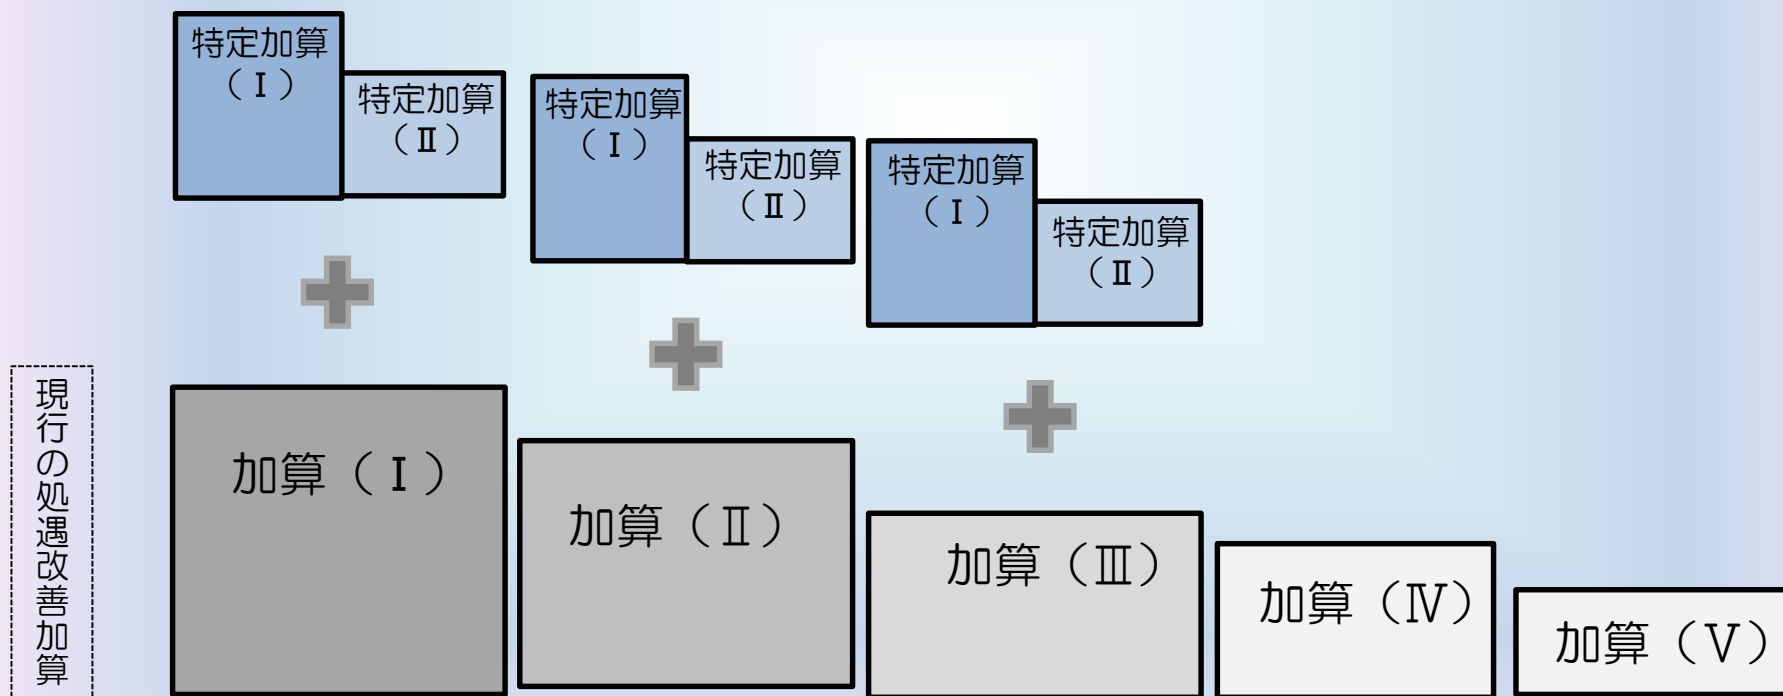 特定加算
（Ⅰ）
特定加算
（Ⅱ）
特定加算
（Ⅰ）
特定加算
（Ⅱ）
特定加算
（Ⅰ）
特定加算
（Ⅱ）
現行の処遇改善加算
加算（Ⅰ）
加算（Ⅱ）
加算（Ⅲ）
加算（Ⅳ）
加算（Ⅴ）